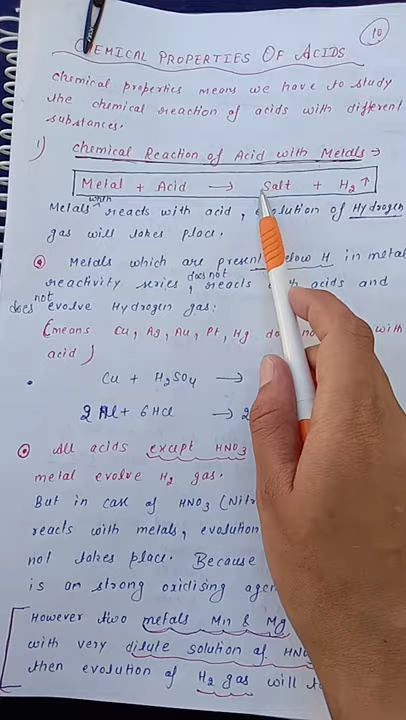 10
CHEMICAL PROPERTIES OF ACIDS
chemical properties means we have to study
the chemical reaction of acids with different
substances.
1) chemical Reaction of Acid with Metals →
Metal + Acid → Salt + H₂ ↑
Metals when reacts with acid, evolution of Hydrogen
gas will takes place.
Metals which are present below H in metal
reactivity series, does not reacts with acids and
does not evolve Hydrogen gas.
(means Cu, Ag, Au, Pt, Hg do no with
acid)
Cu + H₂SO₄ →
2Al + 6HCl → 2
All acids except HNO₃
metal evolve H₂ gas.
But in case of HNO₃ (Nit
reacts with metals, evolution
not takes place. Because
is an strong oxidising agen
However two metals Mn & Mg
with very dilute solution of HNO
then evolution of H₂ gas will t